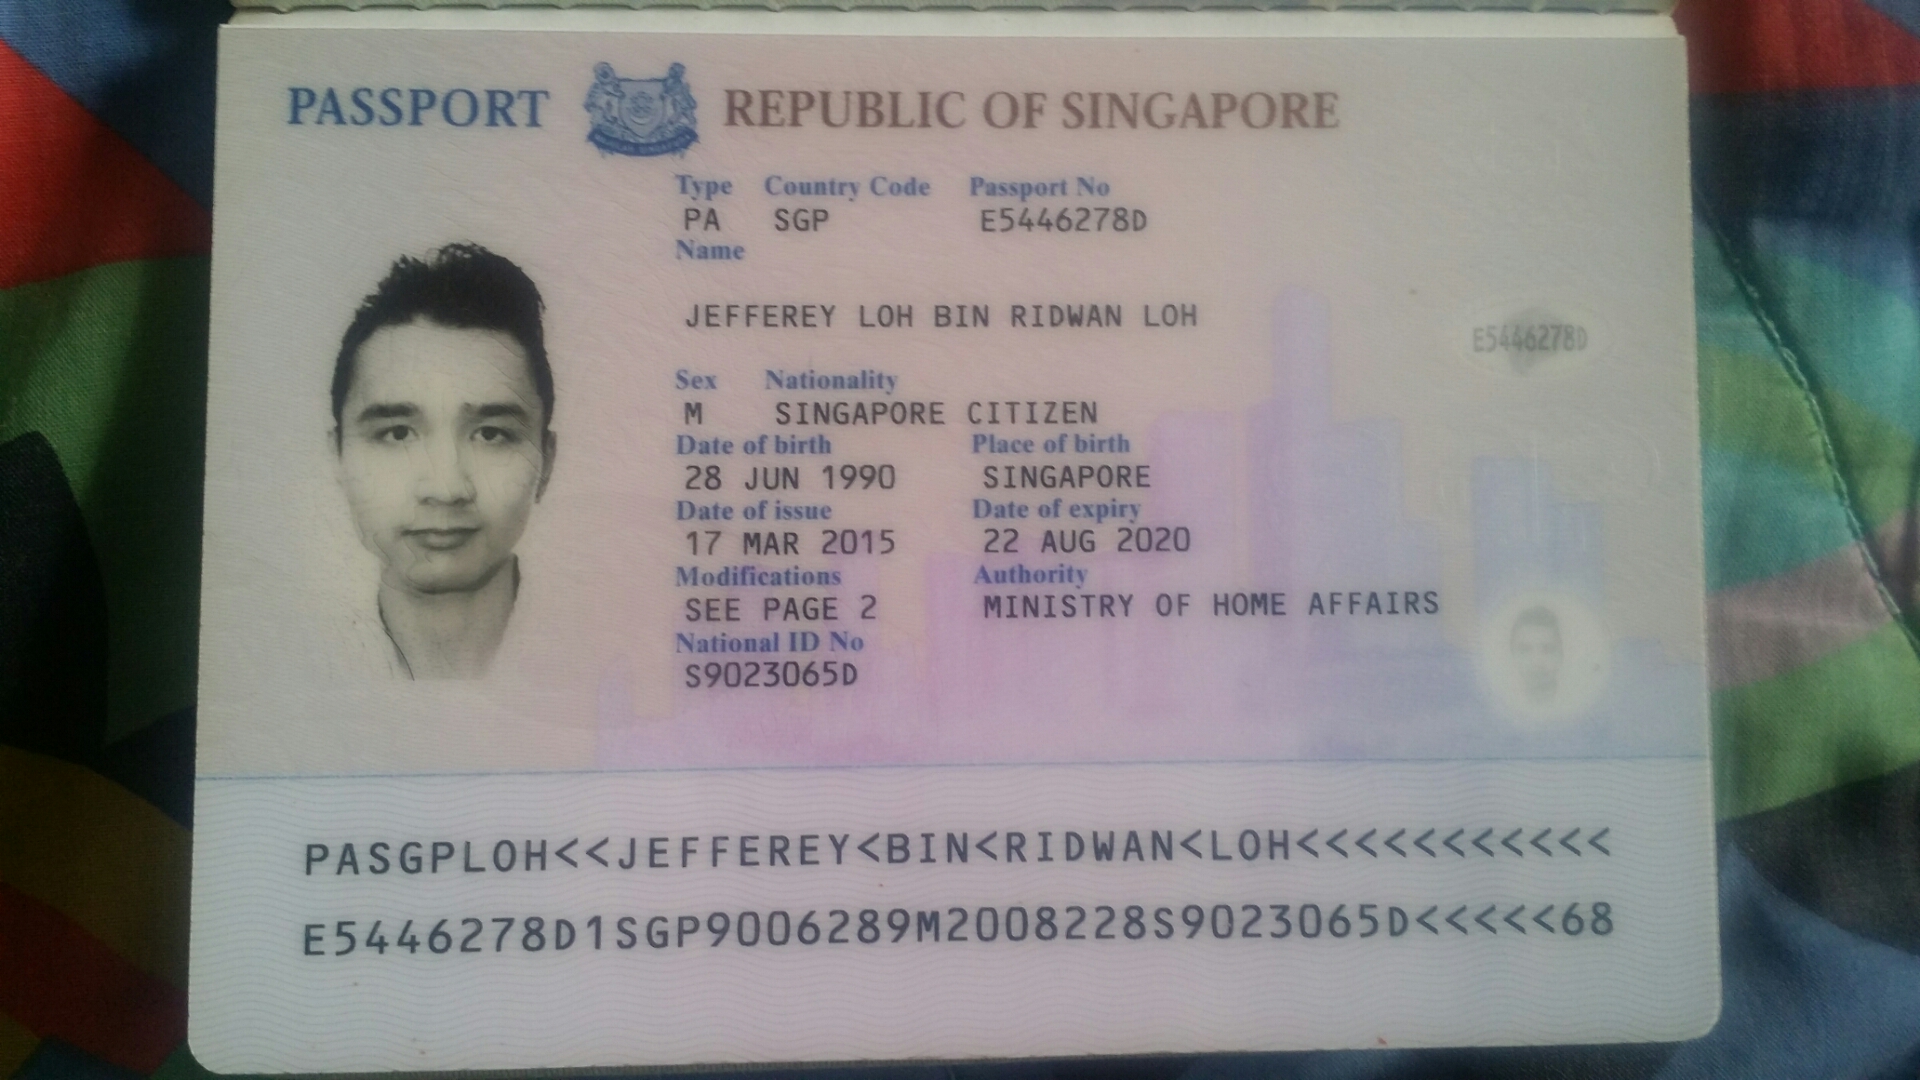 PASSPORT REPUBLIC OF SINGAPORE
Type Country Code Passport No
PA SGP E5446278D
Name
JEFFEREY LOH BIN RIDWAN LOH
E5446278D
Sex Nationality
M SINGAPORE CITIZEN
Date of birth Place of birth
28 JUN 1990 SINGAPORE
Date of issue Date of expiry
17 MAR 2015 22 AUG 2020
Modifications Authority
SEE PAGE 2 MINISTRY OF HOME AFFAIRS
National ID No
S9023065D
PASGPLOH<<JEFFEREY<BIN<RIDWAN<LOH<<<<<<<<<<<
E5446278D1SGP9006289M2008228S9023065D<<<<<68